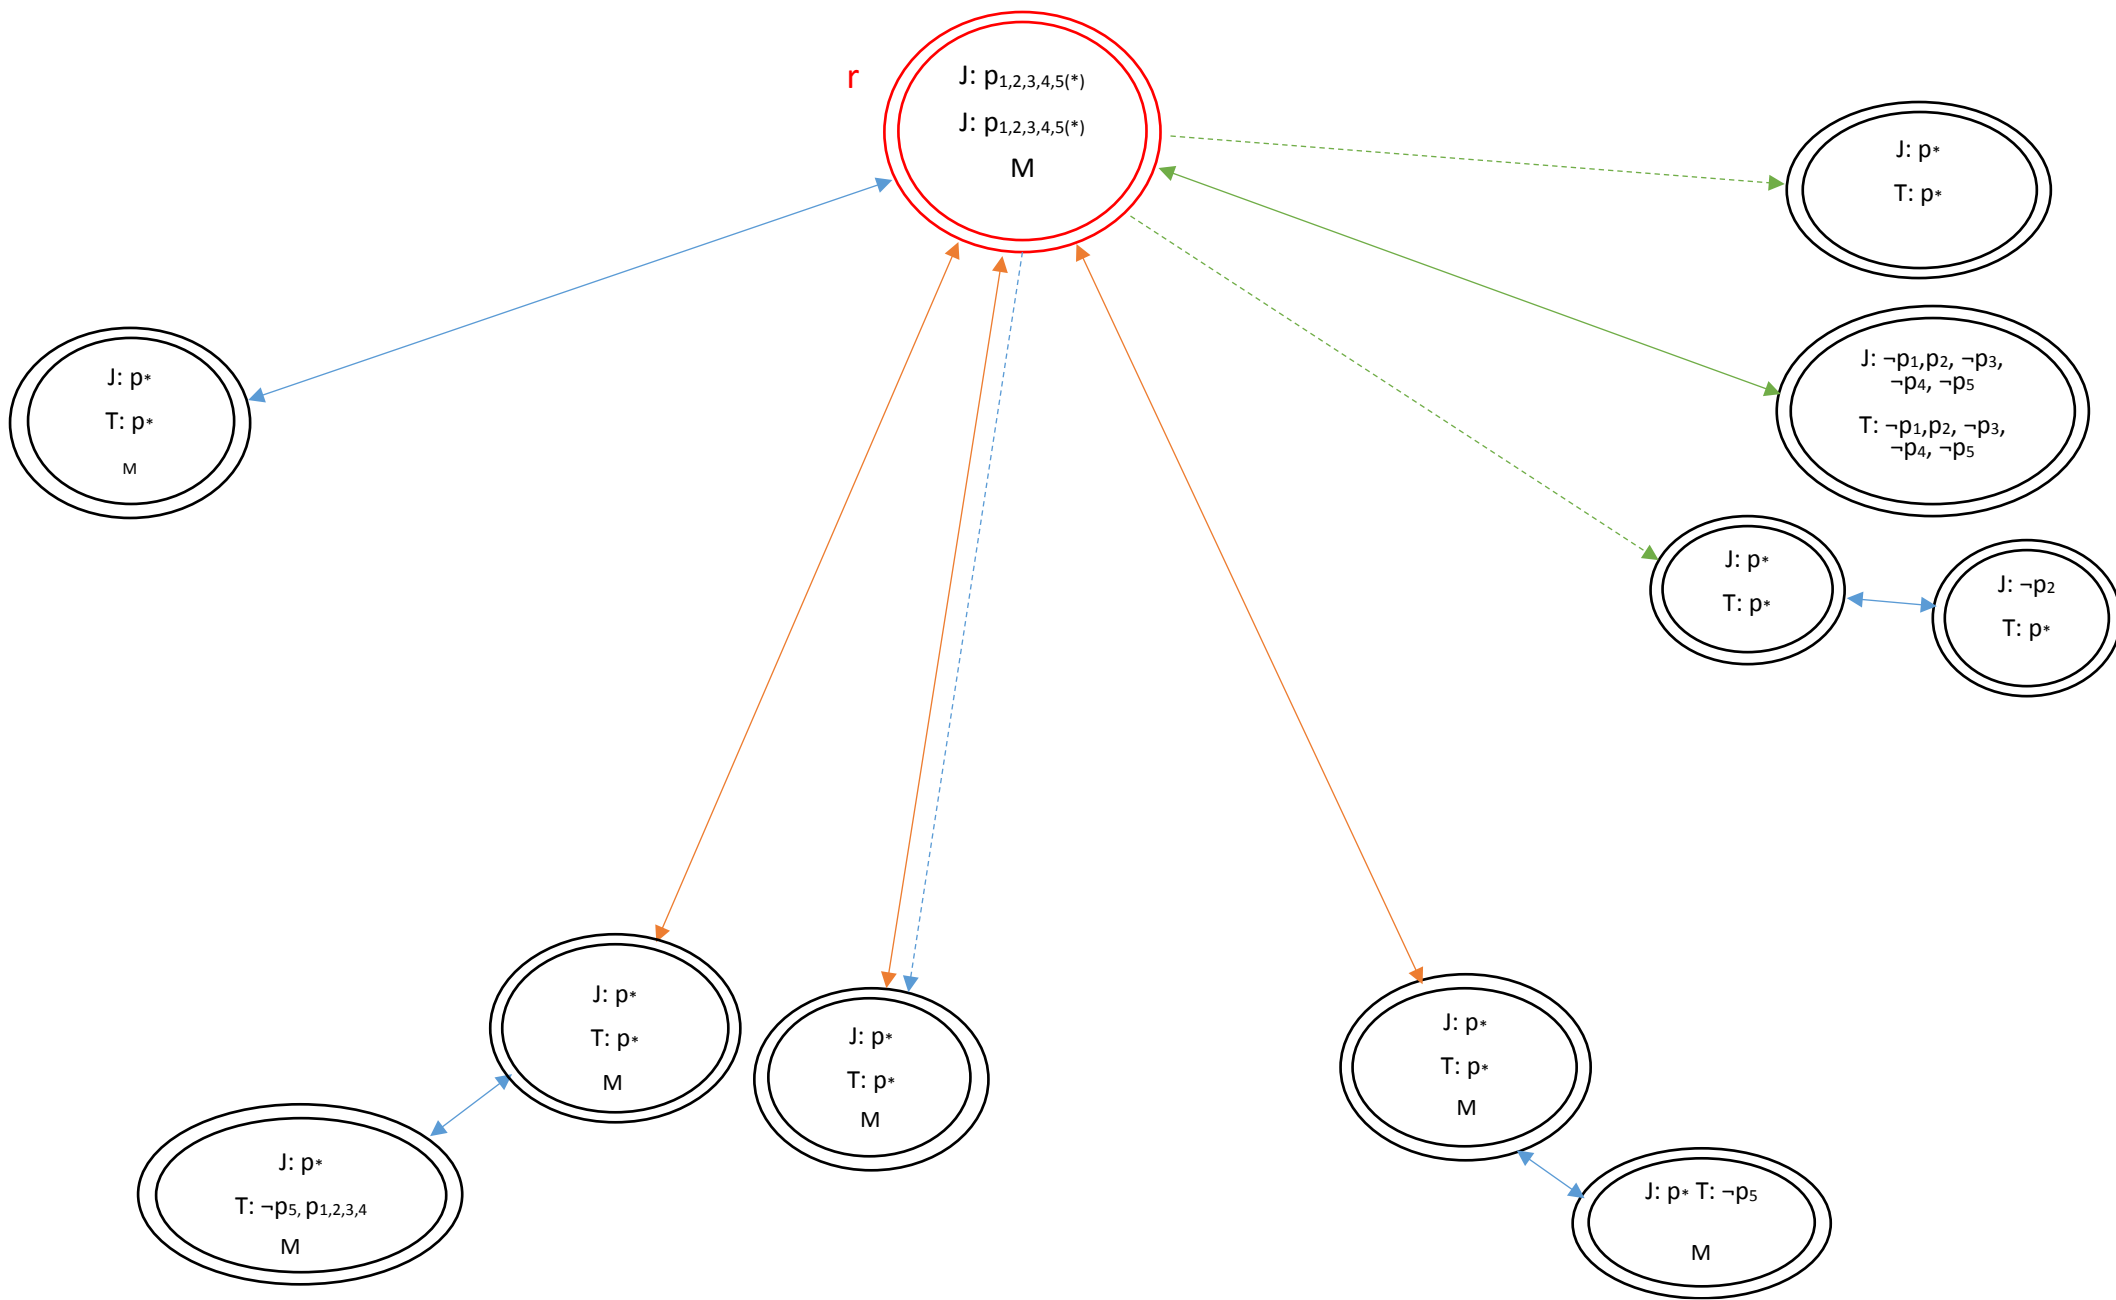 r
J: p₁,₂,₃,₄,₅(*)
J: p₁,₂,₃,₄,₅(*)
M
J: p*
T: p*
J: ¬p₁,p₂, ¬p₃,
¬p₄, ¬p₅
T: ¬p₁,p₂, ¬p₃,
¬p₄, ¬p₅
J: p*
T: p*
M
J: p*
T: p*
J: ¬p₂
T: p*
J: p*
T: p*
M
J: p*
T: p*
M
J: p*
T: p*
M
J: p*
T: ¬p₅, p₁,₂,₃,₄
M
J: p* T: ¬p₅
M